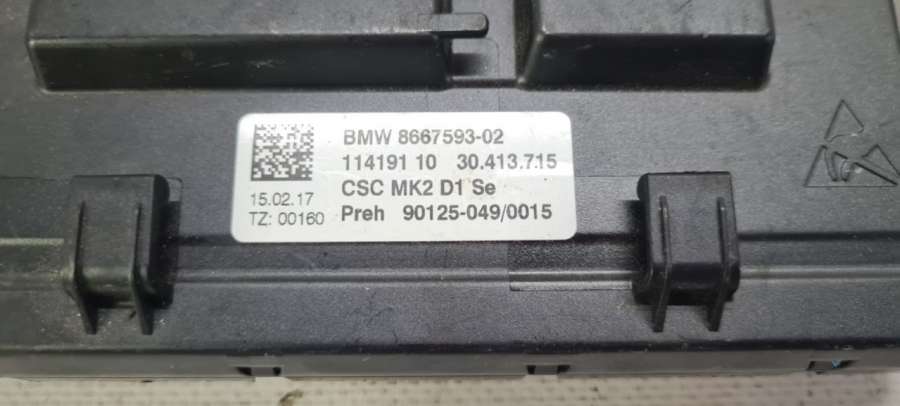 BMW 8667593-02
114191 10 30.413.715
CSC MK2 D1 Se
15.02.17
TZ: 00160
Preh 90125-049/0015